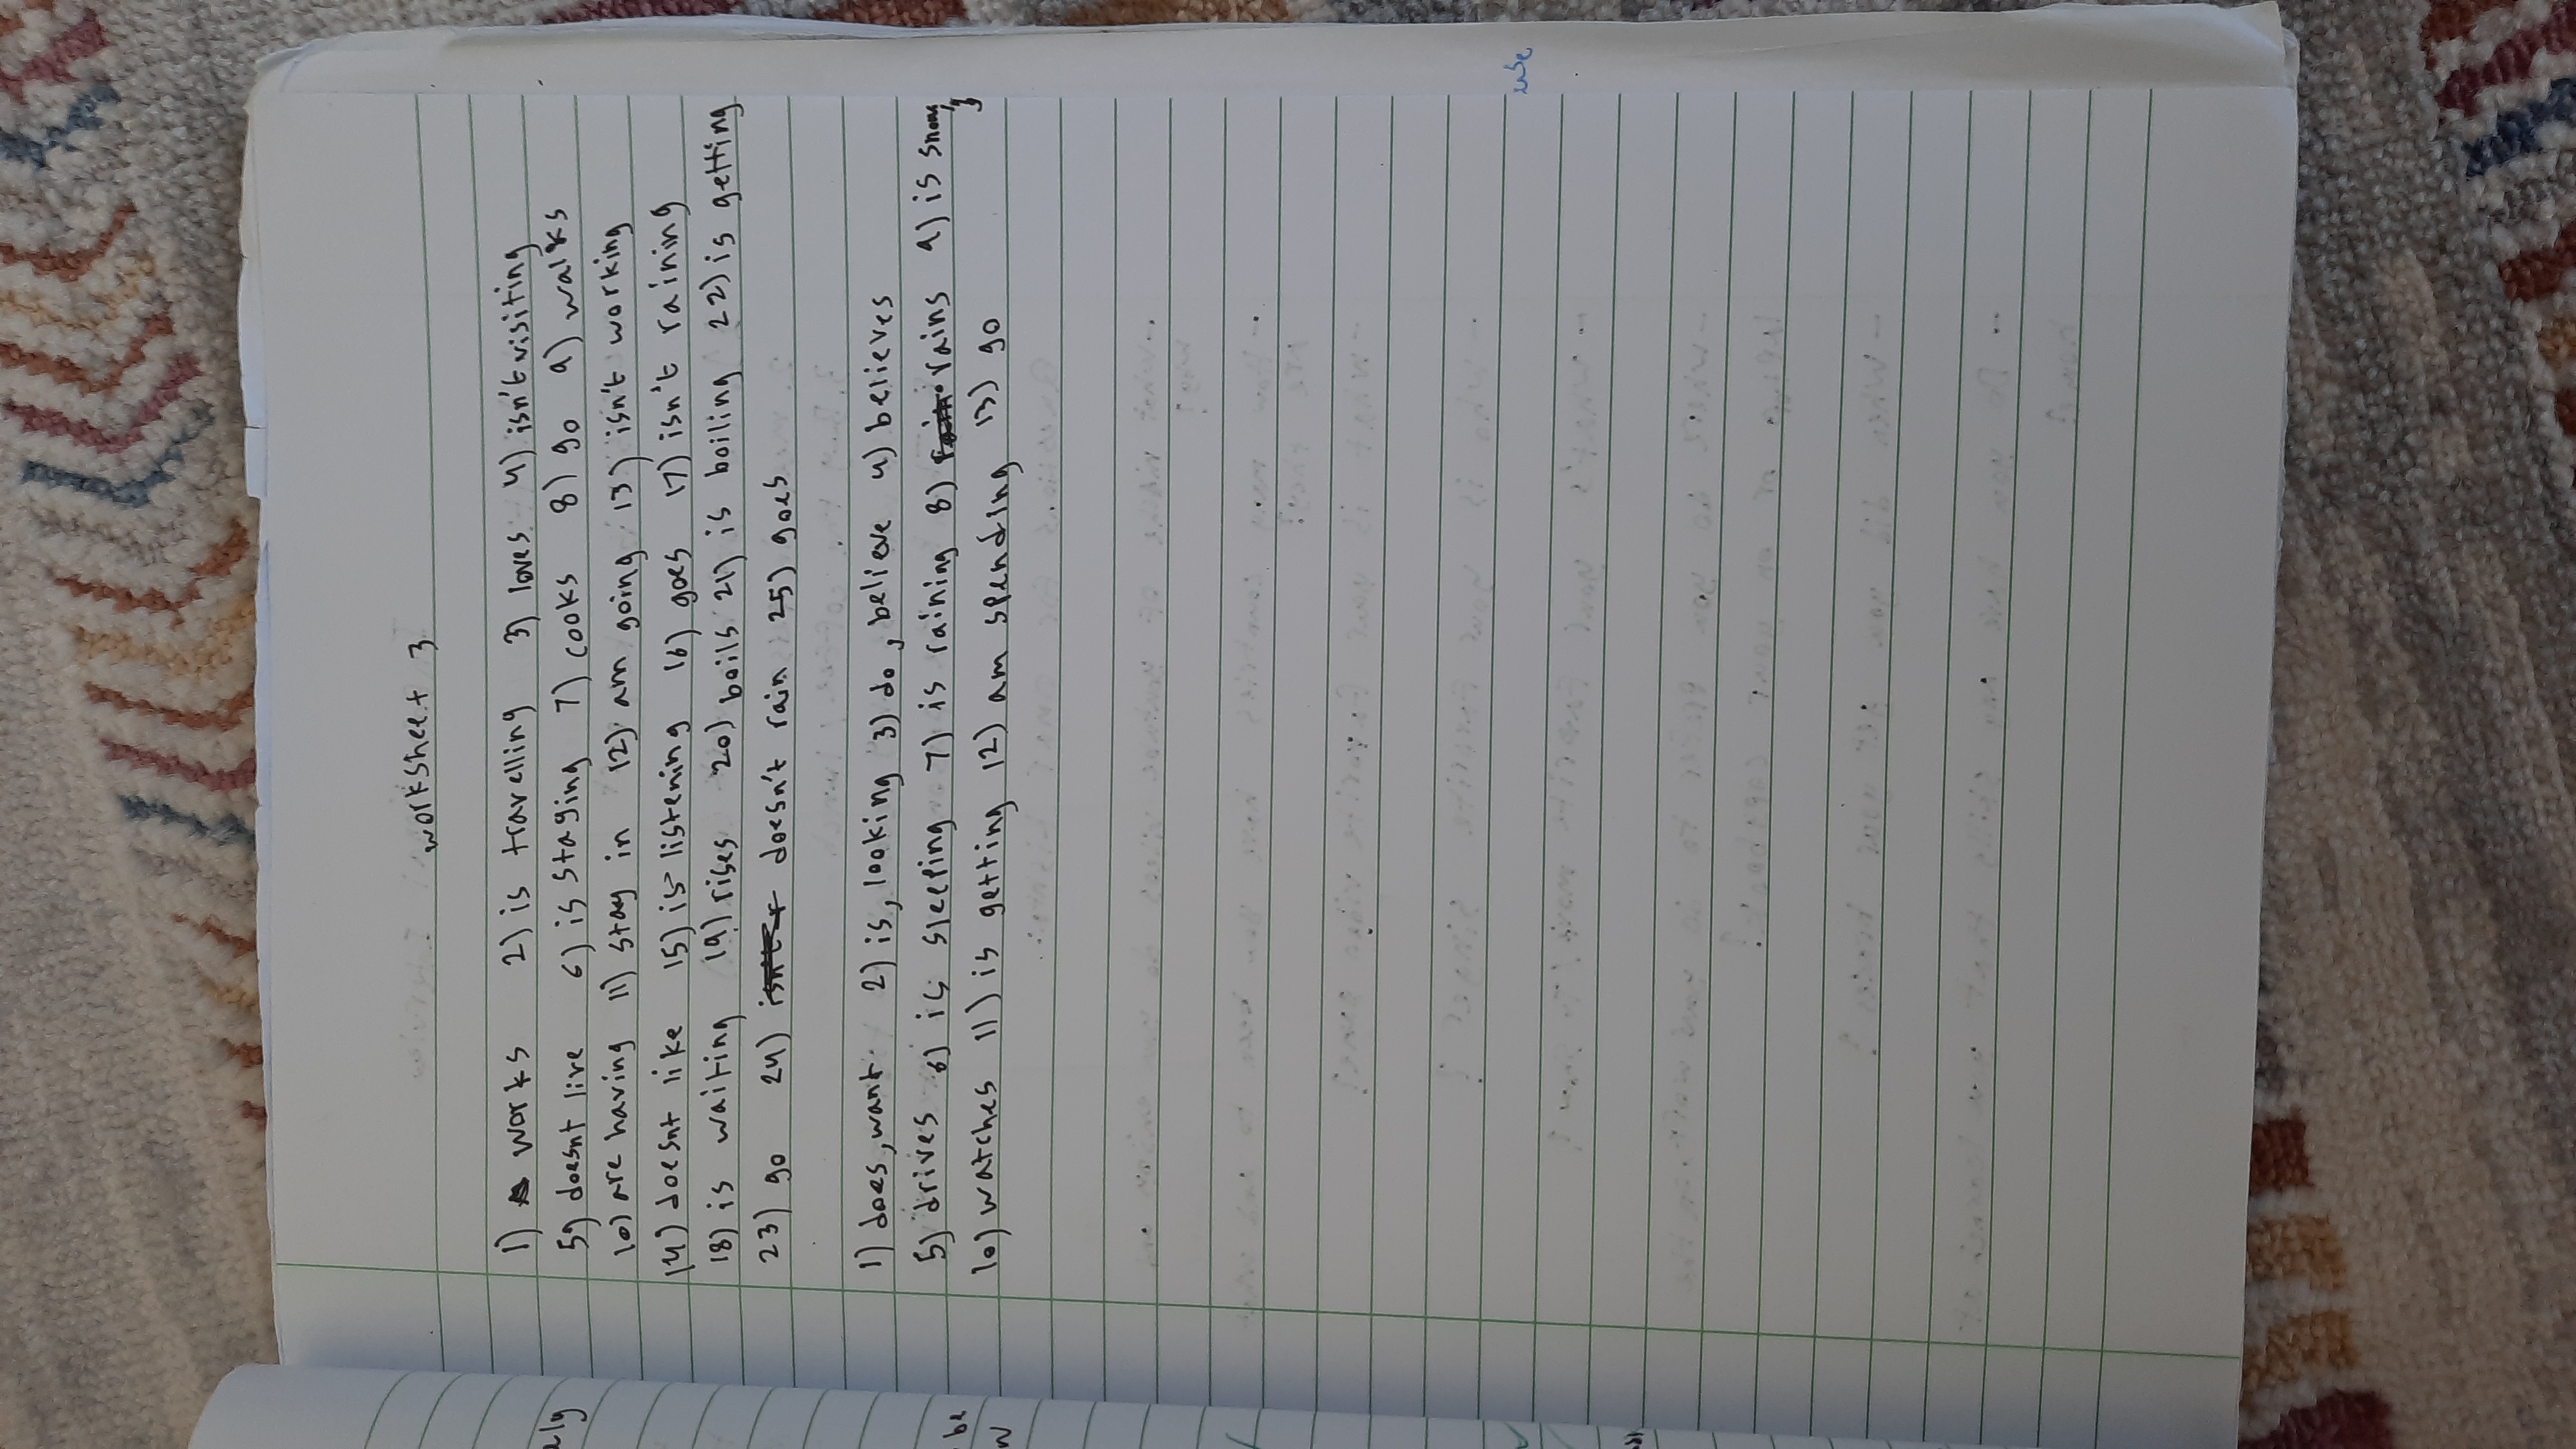 worksheet 3
1) works 2) is travelling 3) loves 4) isn't visiting
5) doesnt live 6) is staging 7) cooks 8) go 9) walks
10) are having 11) stay in 12) am going 13) isn't working
14) doesnt like 15) is listening 16) goes 17) isn't raining
18) is waiting 19) rises 20) boils 21) is boiling 22) is getting
23) go 24) doesn't rain 25) goes
1) does, want 2) is, looking 3) do, believe 4) believes
5) drives 6) is sleeping 7) is raining 8) rains 9) is
10) watches 11) is getting 12) am spending 13) go
aly
be
use